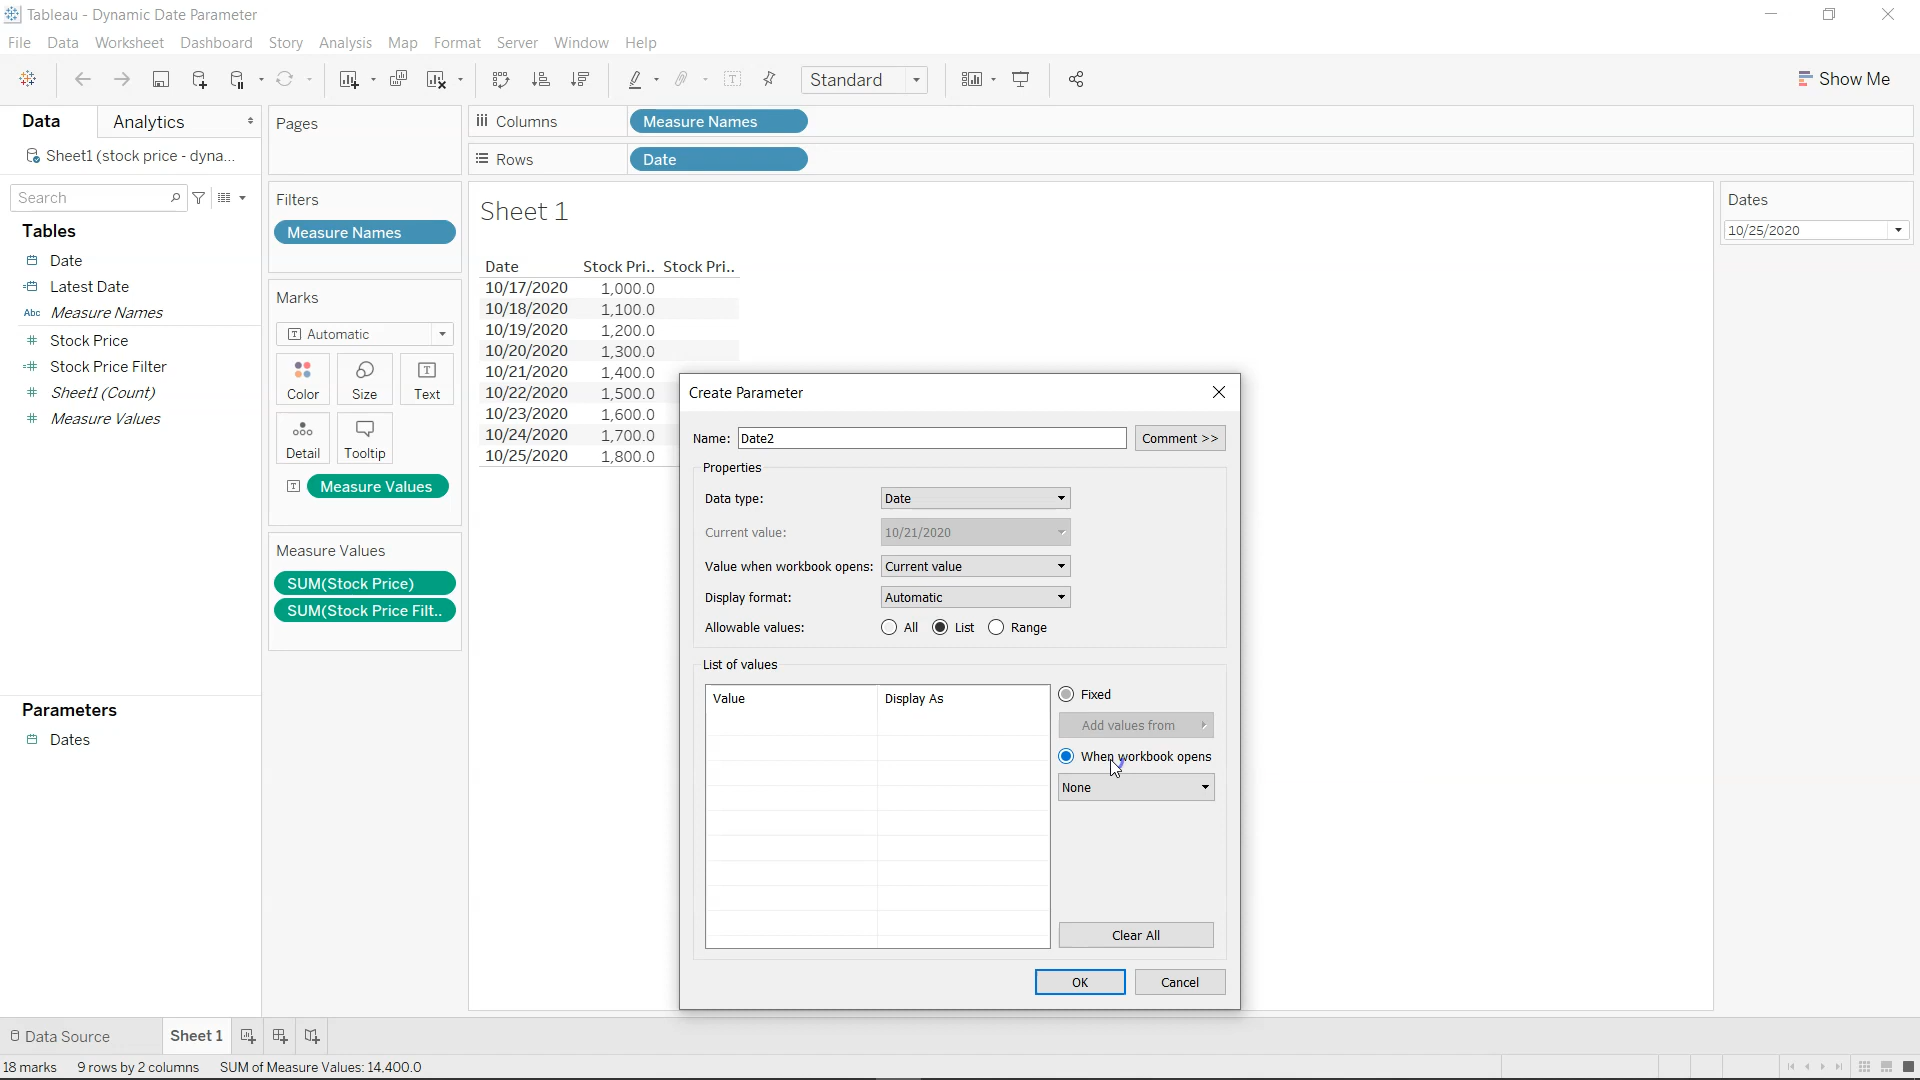 Tableau - Dynamic Date Parameter
File Data Worksheet Dashboard Story Analysis Map Format Server Window Help
Standard
Show Me
Data Analytics
Sheet1 (stock price - dyna...
Search
Tables
Date
Latest Date
Abc Measure Names
Stock Price
Stock Price Filter
Sheet1 (Count)
Measure Values
Parameters
Dates
Pages
Filters
Measure Names
Marks
Automatic
Color Size Text
Detail Tooltip
Measure Values
Measure Values
SUM(Stock Price)
SUM(Stock Price Filt..
Columns Measure Names
Rows Date
Sheet 1
Date Stock Pri.. Stock Pri..
10/17/2020 1,000.0
10/18/2020 1,100.0
10/19/2020 1,200.0
10/20/2020 1,300.0
10/21/2020 1,400.0
10/22/2020 1,500.0
10/23/2020 1,600.0
10/24/2020 1,700.0
10/25/2020 1,800.0
Dates
10/25/2020
Create Parameter
Name: Date2 Comment >>
Properties
Data type: Date
Current value: 10/21/2020
Value when workbook opens: Current value
Display format: Automatic
Allowable values: All List Range
List of values
Value Display As
Fixed
Add values from
When workbook opens
None
Clear All
OK Cancel
Data Source Sheet 1
18 marks 9 rows by 2 columns SUM of Measure Values: 14,400.0